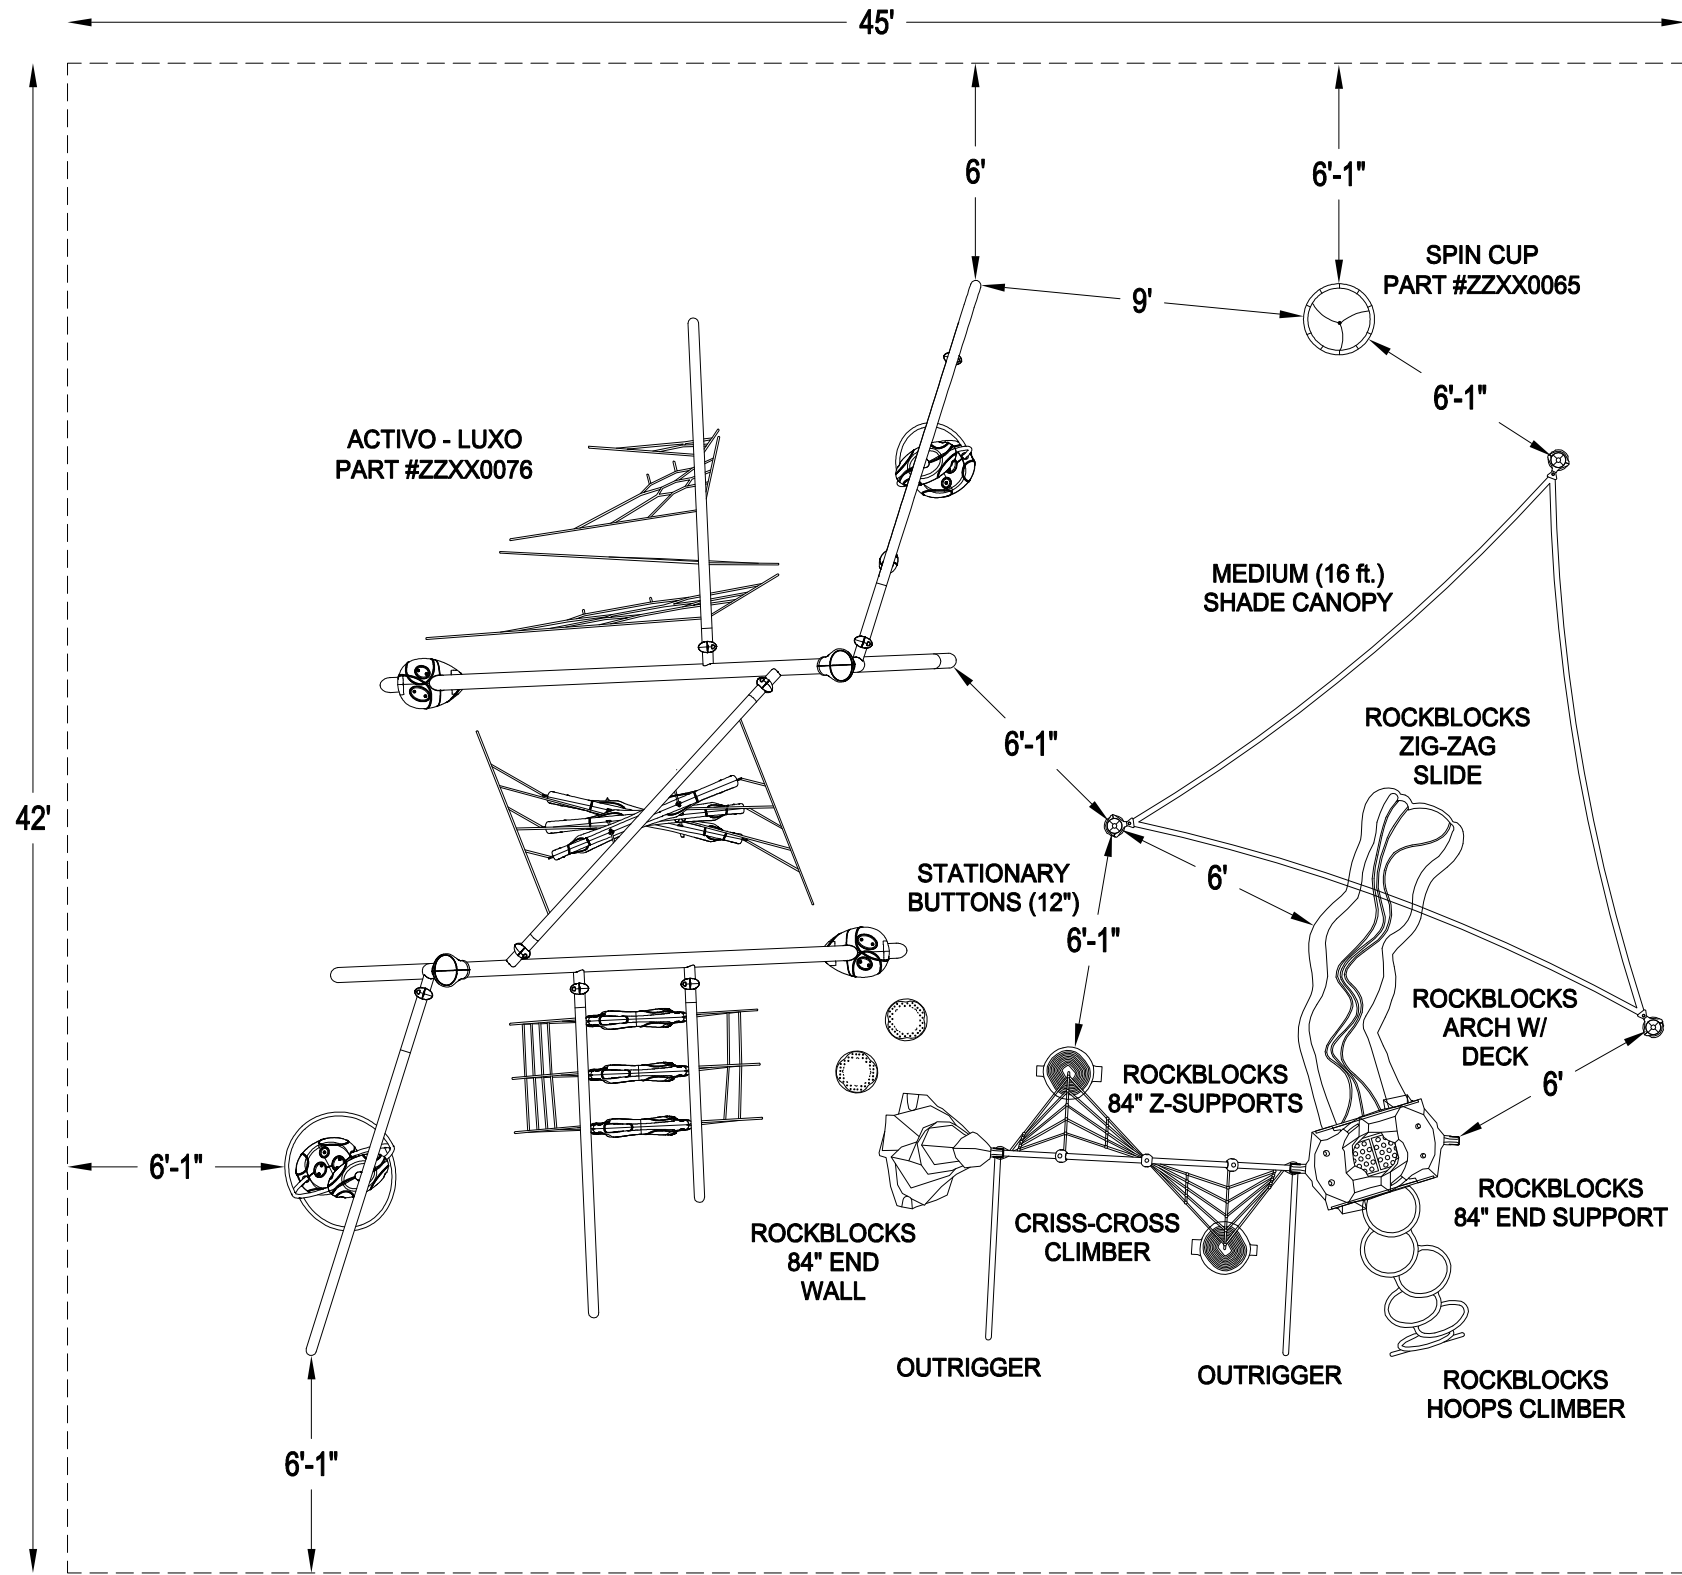 45'
6'
6'-1"
SPIN CUP
PART #ZZXX0065
9'
6'-1"
ACTIVO - LUXO
PART #ZZXX0076
MEDIUM (16 ft.)
SHADE CANOPY
ROCKBLOCKS
ZIG-ZAG
SLIDE
6'-1"
42'
STATIONARY
BUTTONS (12")
6'
6'-1"
ROCKBLOCKS
ARCH W/
DECK
ROCKBLOCKS
84" Z-SUPPORTS
6'
6'-1"
ROCKBLOCKS
84" END SUPPORT
ROCKBLOCKS
84" END
WALL
CRISS-CROSS
CLIMBER
OUTRIGGER
OUTRIGGER
ROCKBLOCKS
HOOPS CLIMBER
6'-1"